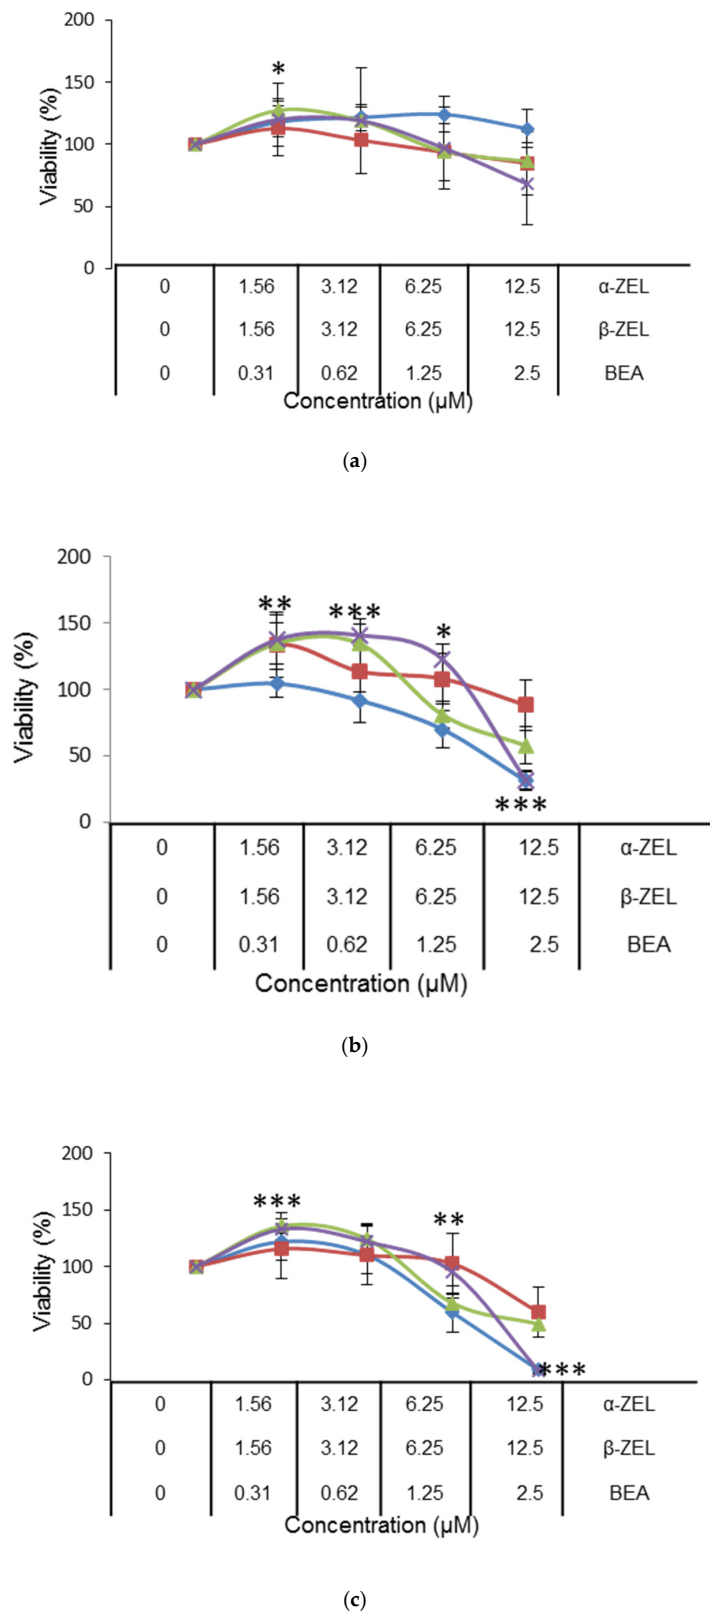 200
*
150
Viability (%)
100
50
0
0 1.56 3.12 6.25 12.5 α-ZEL
0 1.56 3.12 6.25 12.5 β-ZEL
0 0.31 0.62 1.25 2.5 BEA
Concentration (μM)
(a)
200
** *** *
150
Viability (%)
100
50
***
0
0 1.56 3.12 6.25 12.5 α-ZEL
0 1.56 3.12 6.25 12.5 β-ZEL
0 0.31 0.62 1.25 2.5 BEA
Concentration (μM)
(b)
200
*** **
150
Viability (%)
100
50
***
0
0 1.56 3.12 6.25 12.5 α-ZEL
0 1.56 3.12 6.25 12.5 β-ZEL
0 0.31 0.62 1.25 2.5 BEA
Concentration (μM)
(c)